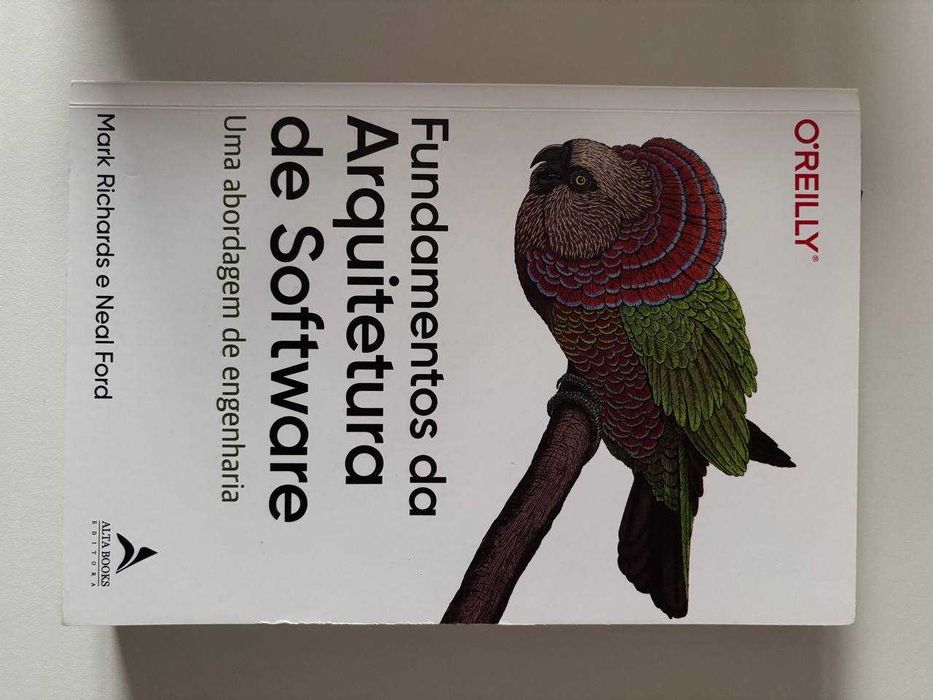 O'REILLY®
Fundamentos da
Arquitetura
de Software
Uma abordagem de engenharia
Mark Richards e Neal Ford
ALTA BOOKS
EDITORA